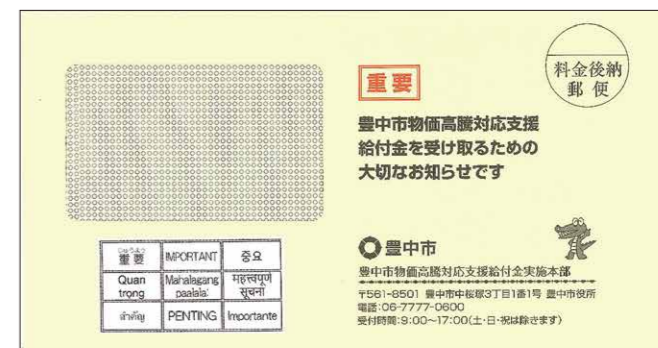 料金後納
郵便
重要
豊中市物価高騰対応支援
給付金を受け取るための
大切なお知らせです
じゅうよう
重要 IMPORTANT 중요
Quan trọng Mahalagang paalala: महत्त्वपूर्ण सूचना
สำคัญ PENTING Importante
豊中市
豊中市物価高騰対応支援給付金実施本部
〒561-8501 豊中市中桜塚3丁目1番1号 豊中市役所
電話:06-7777-0600
受付時間:9:00~17:00(土・日・祝は除きます)